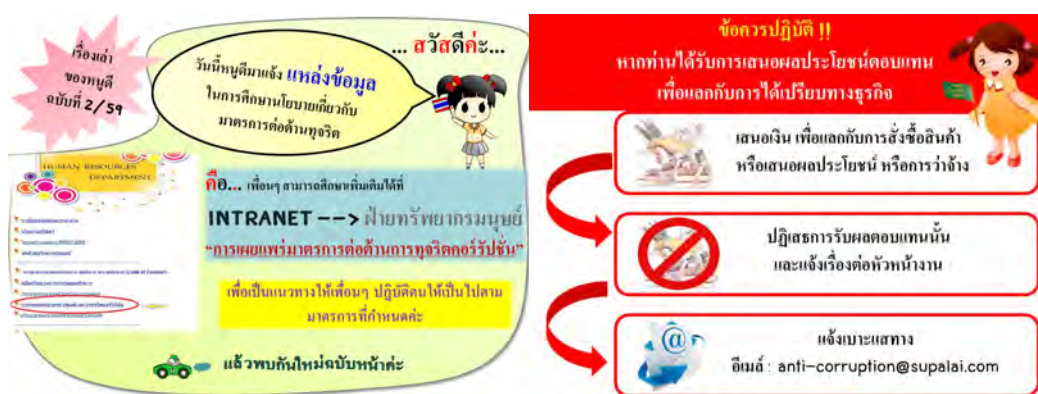 เรื่องเล่า
ของหนูดี
ฉบับที่ 2/59
... สวัสดีค่ะ...
วันนี้หนูดีมาแจ้ง แหล่งข้อมูล
ในการศึกษานโยบายเกี่ยวกับ
มาตรการต่อต้านทุจริต
HUMAN RESOURCES
DEPARTMENT
คือ... เพื่อนๆ สามารถศึกษาเพิ่มเติมได้ที่
INTRANET --> ฝ่ายทรัพยากรมนุษย์
“การเผยแพร่มาตรการต่อต้านการทุจริตคอร์รัปชั่น”
เพื่อเป็นแนวทางให้เพื่อนๆ ปฏิบัติตนให้เป็นไปตาม
มาตรการที่กำหนดค่ะ
แล้วพบกันใหม่ฉบับหน้าค่ะ
ข้อควรปฏิบัติ !!
หากท่านได้รับการเสนอผลประโยชน์ตอบแทน
เพื่อแลกกับการได้เปรียบทางธุรกิจ
เสนอเงิน เพื่อแลกกับการสั่งซื้อสินค้า
หรือเสนอผลประโยชน์ หรือการว่าจ้าง
ปฏิเสธการรับผลตอบแทนนั้น
และแจ้งเรื่องต่อหัวหน้างาน
แจ้งเบาะแสทาง
อีเมล์ : anti-corruption@supalai.com